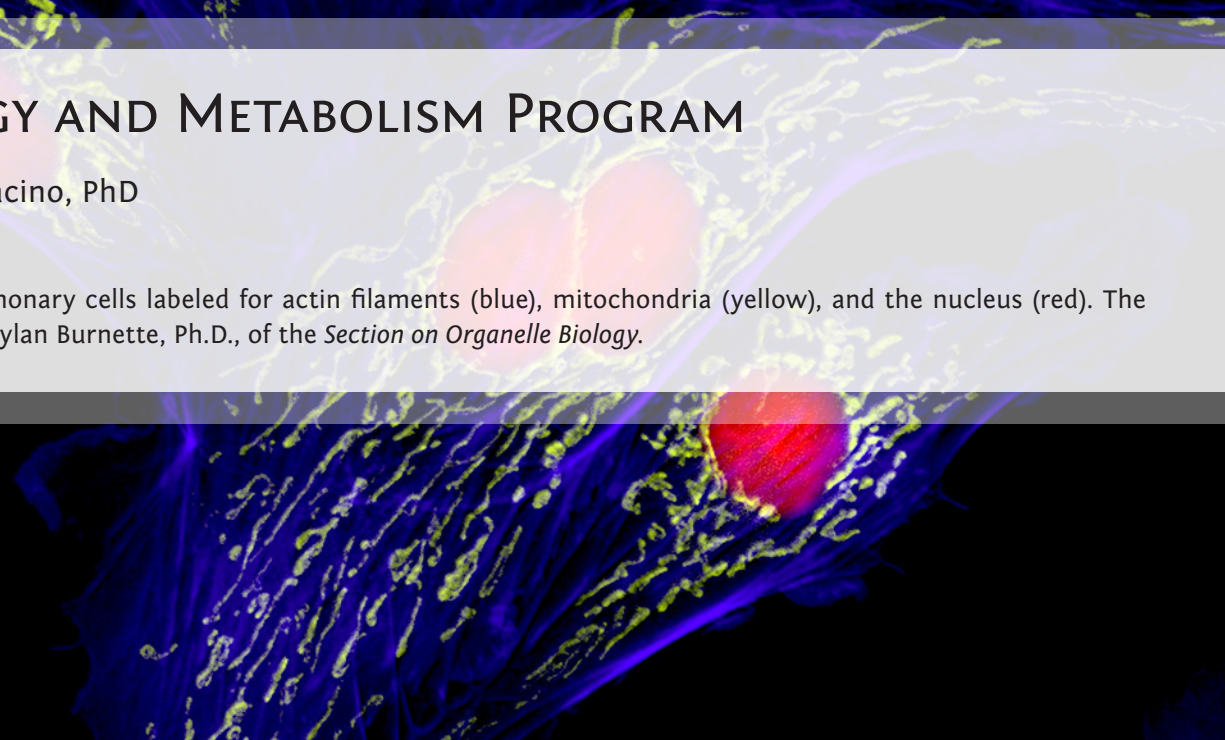 GY AND METABOLISM PROGRAM
acino, PhD
monary cells labeled for actin filaments (blue), mitochondria (yellow), and the nucleus (red). The
ylan Burnette, Ph.D., of the Section on Organelle Biology.